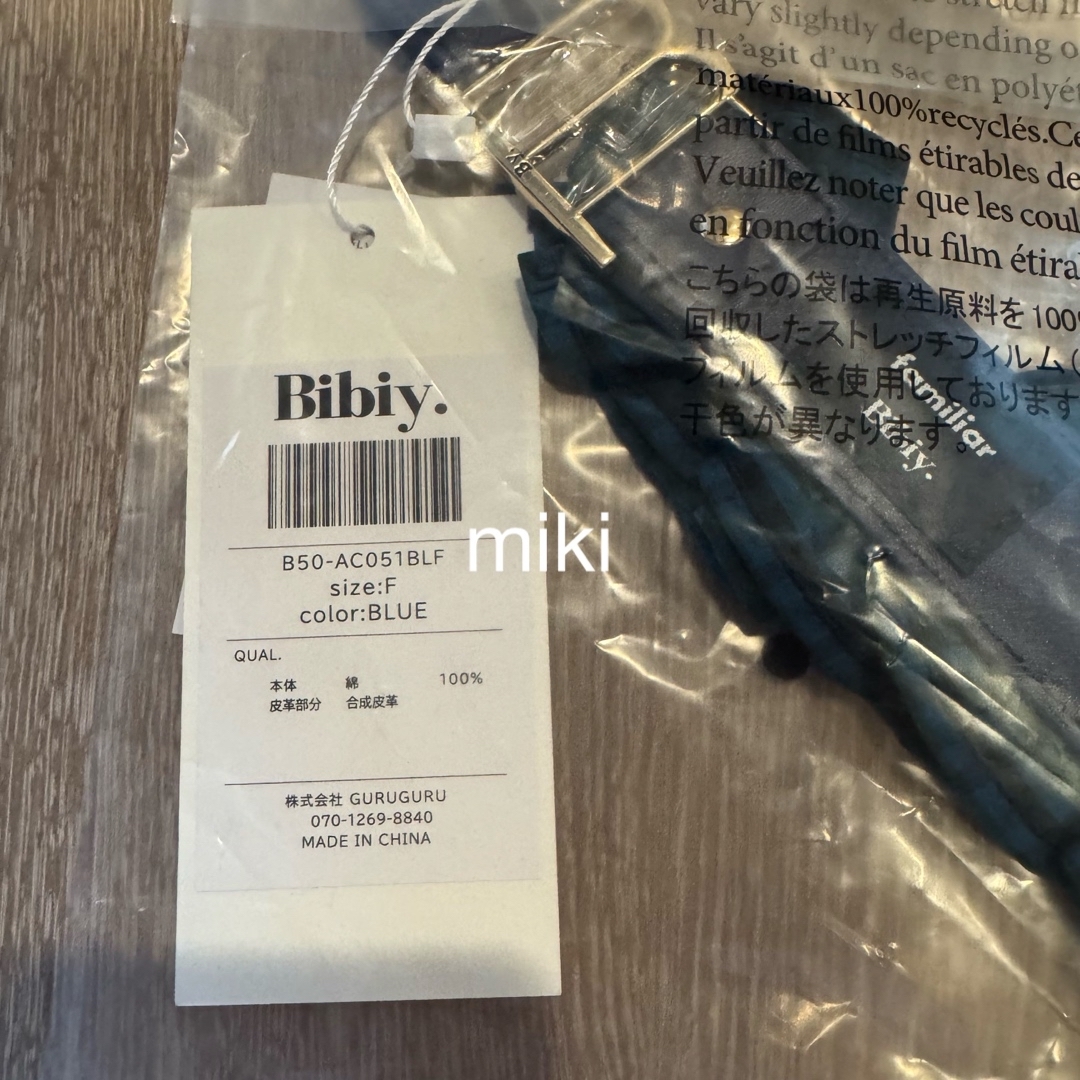 Bibiy.
B50-AC051BLF
size:F
color:BLUE
QUAL.
本体 綿 100%
皮革部分 合成皮革
株式会社 GURUGURU
070-1269-8840
MADE IN CHINA
miki
stretch
vary slightly depending
Il s'agit d'un sac en
matériaux100%recyclés.Ce
partir de films étirables de
Veuillez noter que les
en fonction du film
こちらの袋は再生原料を100%
回収したストレッチフィルム(
フィルムを使用しております
干色が異なります。
familiar
Bibiy.
BY.